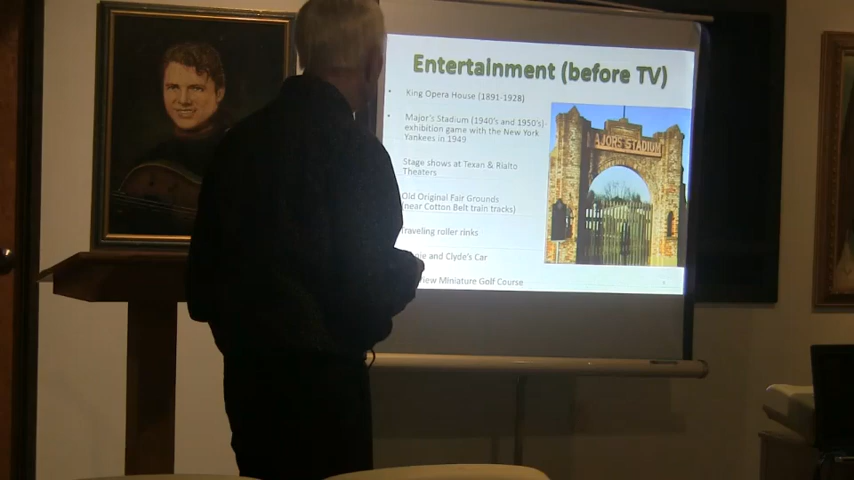 Entertainment (before TV)
King Opera House (1891-1928)
Major's Stadium (1940's and 1950's)-
exhibition game with the New York
Yankees in 1949
Stage shows at Texan & Rialto
Theaters
Old Original Fair Grounds
(near Cotton Belt train tracks)
Traveling roller rinks
and Clyde's Car
Miniature Golf Course
MAJORS STADIUM